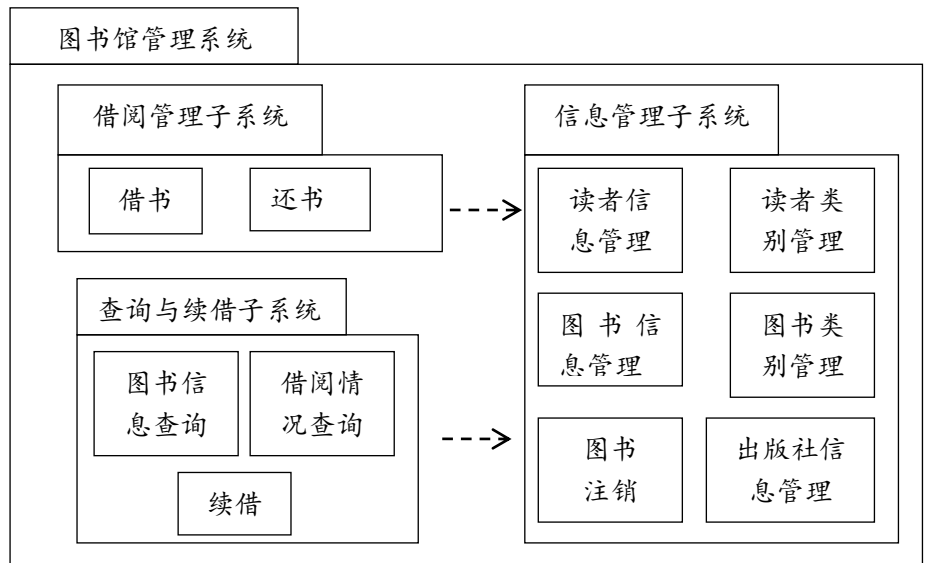 图书馆管理系统
借阅管理子系统
借书
还书
查询与续借子系统
图书信
息查询
借阅情
况查询
续借
信息管理子系统
读者信
息管理
读者类
别管理
图 书 信
息管理
图书类
别管理
图书
注销
出版社信
息管理